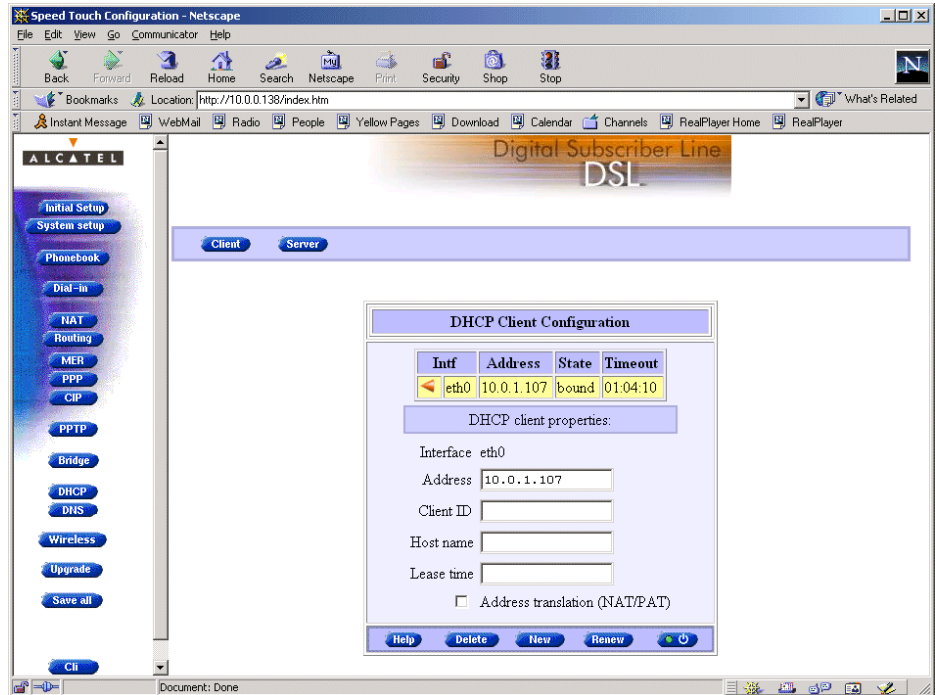 Speed Touch Configuration - Netscape
File Edit View Go Communicator Help
Back Forward Reload Home Search Netscape Print Security Shop Stop
My
N
Bookmarks Location: http://10.0.0.138/index.htm What's Related
Instant Message WebMail Radio People Yellow Pages Download Calendar Channels RealPlayer Home RealPlayer
ALCATEL
Digital Subscriber Line
DSL
Initial Setup
System setup
Phonebook
Dial-in
NAT
Routing
MER
PPP
CIP
PPTP
Bridge
DHCP
DNS
Wireless
Upgrade
Save all
Cli
Client Server
DHCP Client Configuration
Intf Address State Timeout
eth0 10.0.1.107 bound 01:04:10
DHCP client properties:
Interface eth0
Address 10.0.1.107
Client ID
Host name
Lease time
Address translation (NAT/PAT)
Help Delete New Renew
Document: Done